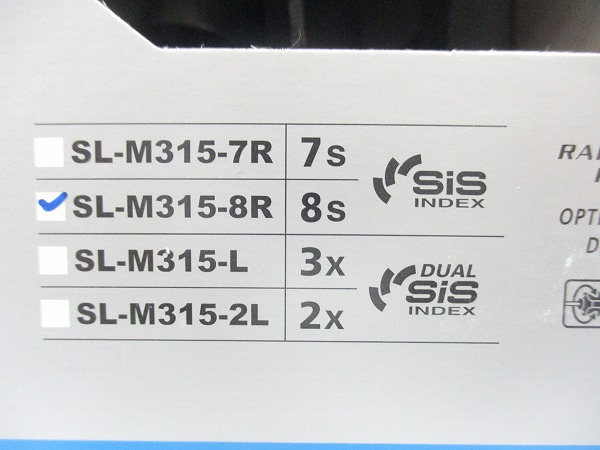 SL-M315-7R 7s
SiS
INDEX
SL-M315-8R 8s
SL-M315-L 3x
DUAL
SiS
INDEX
SL-M315-2L 2x